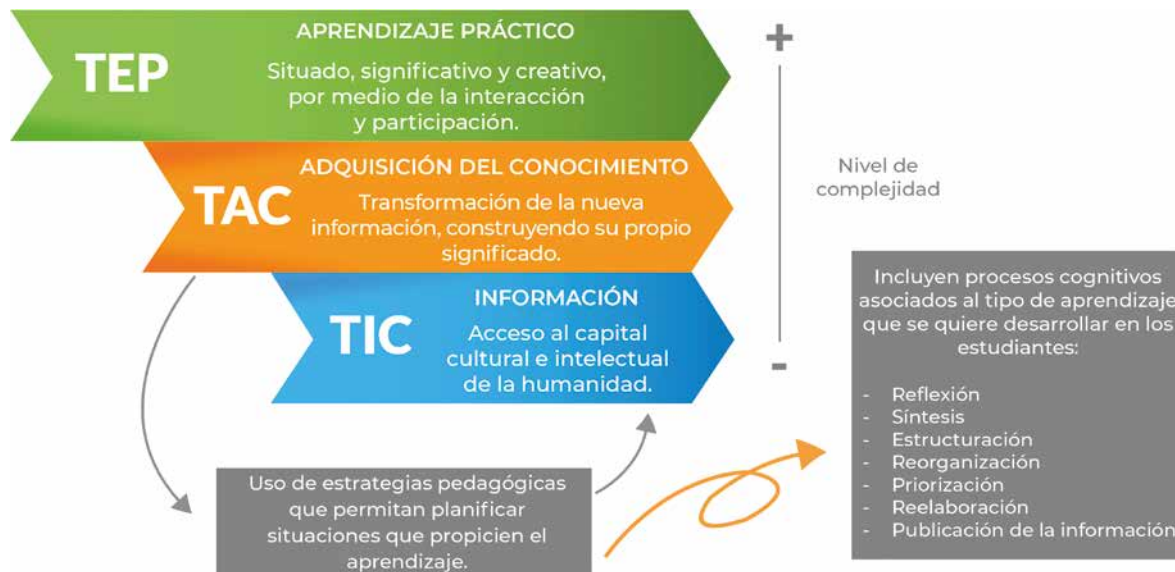 TEP
APRENDIZAJE PRÁCTICO
Situado, significativo y creativo,
por medio de la interacción
y participación.
TAC
ADQUISICIÓN DEL CONOCIMIENTO
Transformación de la nueva
información, construyendo su propio
significado.
TIC
INFORMACIÓN
Acceso al capital
cultural e intelectual
de la humanidad.
+
Nivel de
complejidad
-
Uso de estrategias pedagógicas
que permitan planificar
situaciones que propicien el
aprendizaje.
Incluyen procesos cognitivos
asociados al tipo de aprendizaje
que se quiere desarrollar en los
estudiantes:
- Reflexión
- Síntesis
- Estructuración
- Reorganización
- Priorización
- Reelaboración
- Publicación de la información